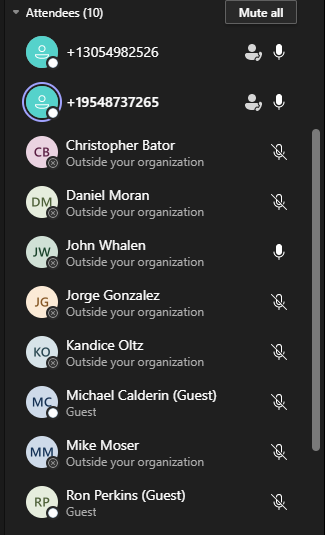 Attendees (10)
Mute all
+13054982526
+19548737265
CB
Christopher Bator
Outside your organization
DM
Daniel Moran
Outside your organization
JW
John Whalen
Outside your organization
JG
Jorge Gonzalez
Outside your organization
KO
Kandice Oltz
Outside your organization
MC
Michael Calderin (Guest)
Guest
MM
Mike Moser
Outside your organization
RP
Ron Perkins (Guest)
Guest